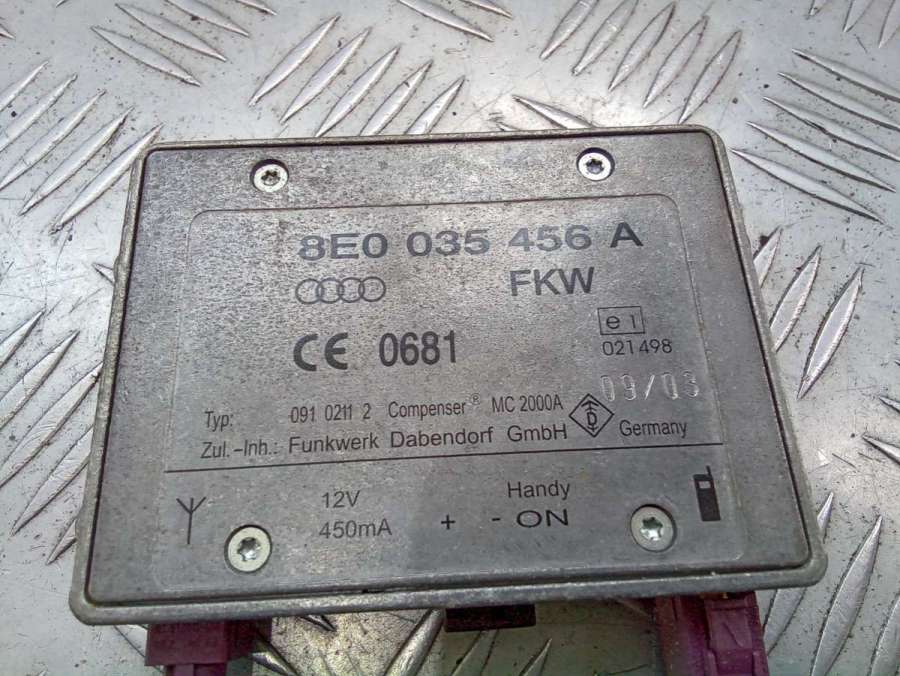 8E0 035 456 A
FKW
CE 0681
e1
021498
09/03
Typ: 091 0211 2 Compenser® MC 2000A
D
Zul.-Inh.: Funkwerk Dabendorf GmbH Germany
12V Handy
450mA + - ON